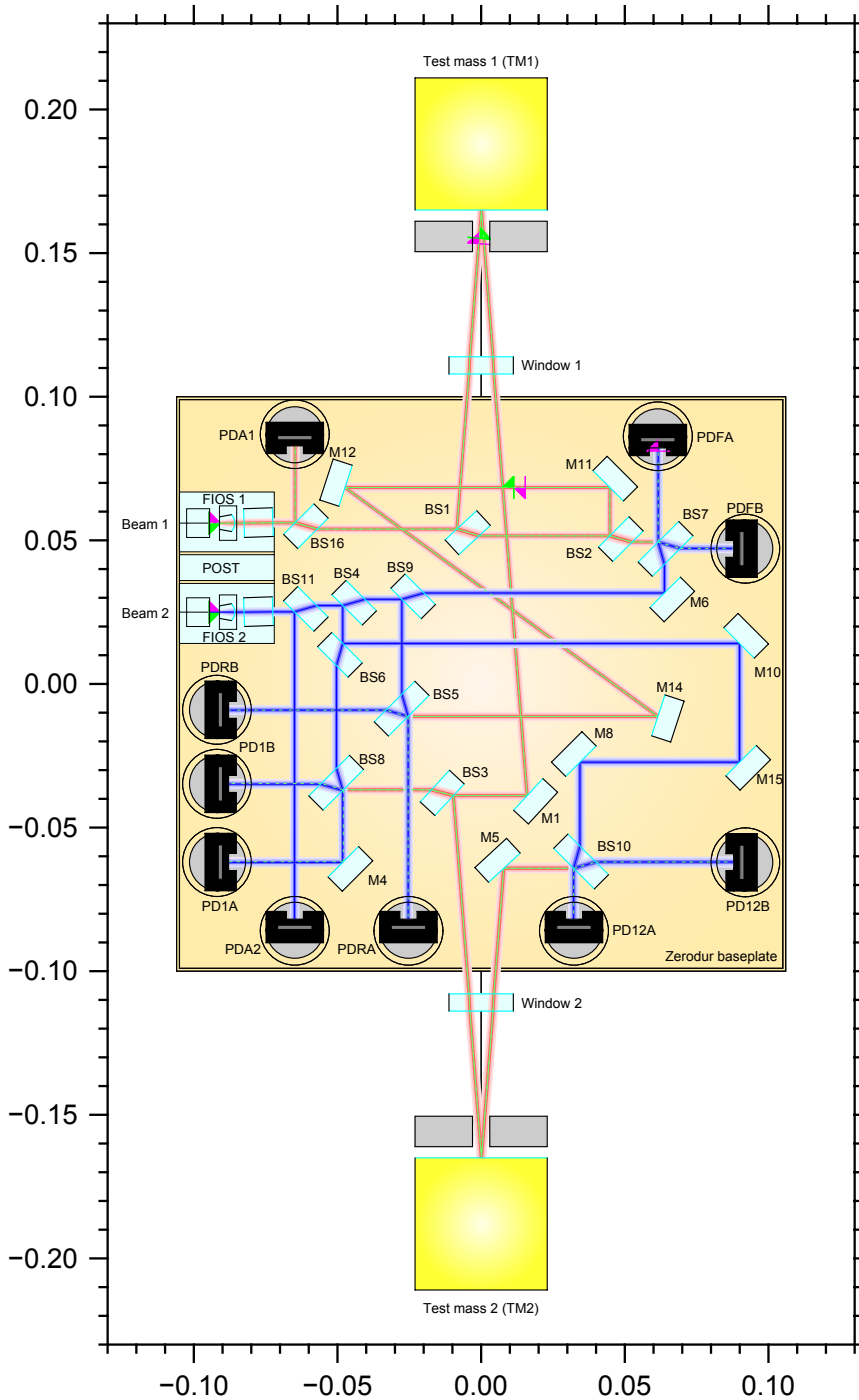 Test mass 1 (TM1)
0.20
0.15
Window 1
0.10
PDA1
M12
M11
PDFA
FIOS 1
Beam 1
BS16
BS1
BS2
BS7
PDFB
0.05
POST
BS11
BS4
BS9
M6
Beam 2
FIOS 2
BS6
M10
PDRB
0.00
BS5
M14
PD1B
M8
BS8
BS3
M15
M1
−0.05
M5
M4
BS10
PD1A
PD12B
PDA2
PDRA
PD12A
Zerodur baseplate
−0.10
Window 2
−0.15
−0.20
Test mass 2 (TM2)
−0.10 −0.05 0.00 0.05 0.10